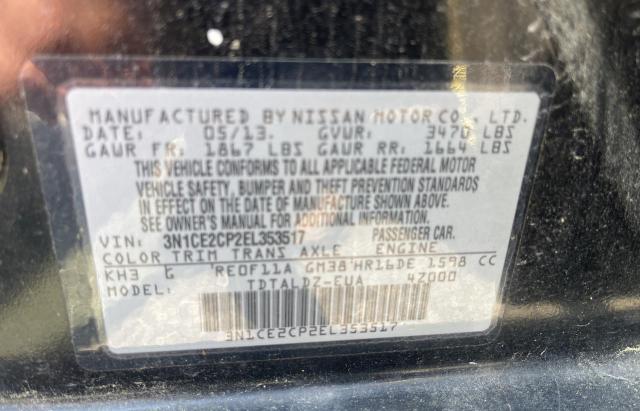 MANUFACTURED BY NISSAN MOTOR CO., LTD.
DATE: 05/13. GVWR: 3470 LBS
GAWR FR: 1867 LBS GAWR RR: 1664 LBS
THIS VEHICLE CONFORMS TO ALL APPLICABLE FEDERAL MOTOR
VEHICLE SAFETY, BUMPER AND THEFT PREVENTION STANDARDS
IN EFFECT ON THE DATE OF MANUFACTURE SHOWN ABOVE.
SEE OWNER'S MANUAL FOR ADDITIONAL INFORMATION.
VIN: 3N1CE2CP2EL353517 PASSENGER CAR.
COLOR TRIM TRANS AXLE ENGINE
KH3 G RE0F11A GM38 HR16DE 1598 CC
MODEL: TDTALDZ-EUA 4Z000
3N1CE2CP2EL353517